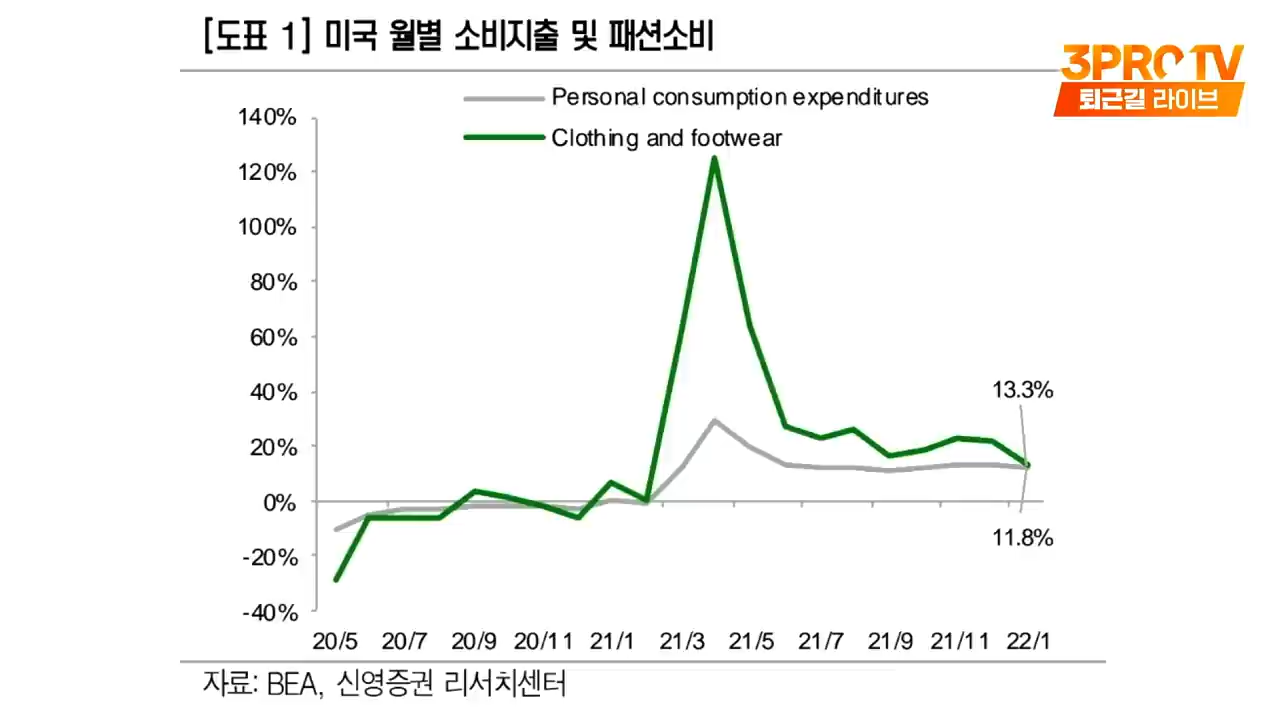 [도표 1] 미국 월별 소비지출 및 패션소비
3PROTV
퇴근길 라이브
Personal consumption expenditures
Clothing and footwear
140%
120%
100%
80%
60%
40%
20%
0%
-20%
-40%
13.3%
11.8%
20/5 20/7 20/9 20/11 21/1 21/3 21/5 21/7 21/9 21/11 22/1
자료: BEA, 신영증권 리서치센터